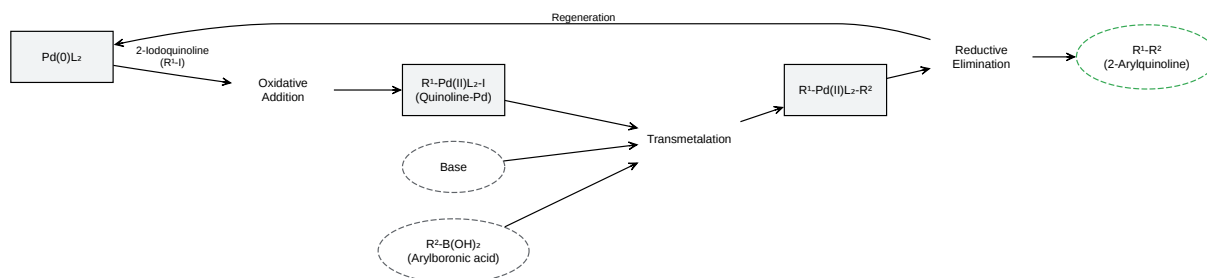 Regeneration
Pd(0)L₂
2-Iodoquinoline
(R¹-I)
Oxidative
Addition
R¹-Pd(II)L₂-I
(Quinoline-Pd)
Base
R²-B(OH)₂
(Arylboronic acid)
Transmetalation
R¹-Pd(II)L₂-R²
Reductive
Elimination
R¹-R²
(2-Arylquinoline)